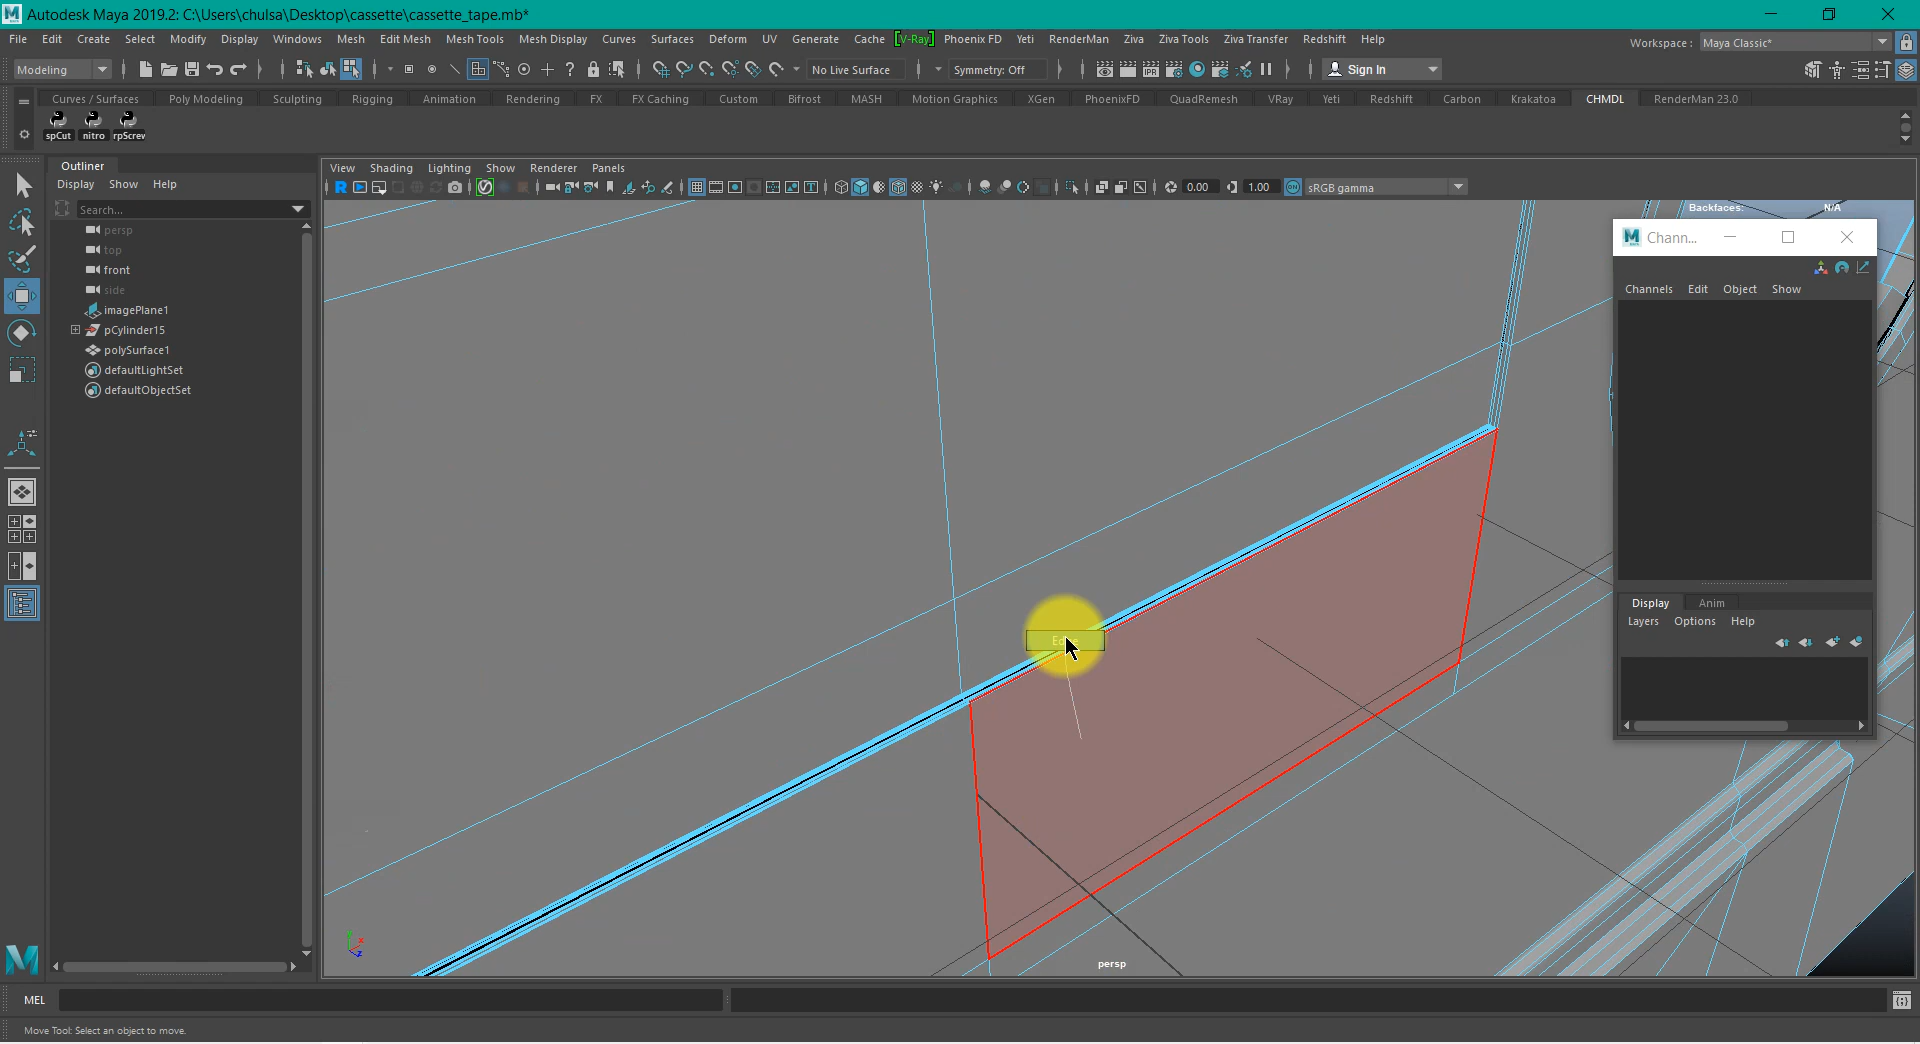 Autodesk Maya 2019.2: C:\Users\chulsa\Desktop\cassette\cassette_tape.mb*
File Edit Create Select Modify Display Windows Mesh Edit Mesh Mesh Tools Mesh Display Curves Surfaces Deform UV Generate Cache [V-Ray] Phoenix FD Yeti RenderMan Ziva Ziva Tools Ziva Transfer Redshift Help
Workspace: Maya Classic*
Modeling
No Live Surface
Symmetry: Off
IPR
Sign In
Curves / Surfaces Poly Modeling Sculpting Rigging Animation Rendering FX FX Caching Custom Bifrost MASH Motion Graphics XGen PhoenixFD QuadRemesh VRay Yeti Redshift Carbon Krakatoa CHMDL RenderMan 23.0
spCut nitro rpScrew
Outliner
Display Show Help
Search...
persp
top
front
side
imagePlane1
pCylinder15
polySurface1
defaultLightSet
defaultObjectSet
View Shading Lighting Show Renderer Panels
0.00
1.00
ON
sRGB gamma
Backfaces: N/A
Chann...
Channels Edit Object Show
Display Anim
Layers Options Help
persp
MEL
Move Tool: Select an object to move.